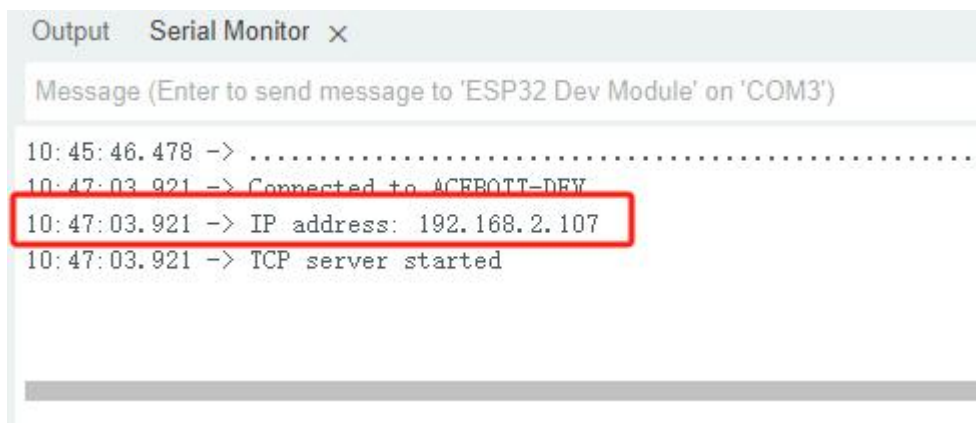 Output Serial Monitor ×
Message (Enter to send message to 'ESP32 Dev Module' on 'COM3')
10:45:46.478 -> ....................................................
10:47:03.921 -> Connected to ACEBOTT-DEV
10:47:03.921 -> IP address: 192.168.2.107
10:47:03.921 -> TCP server started